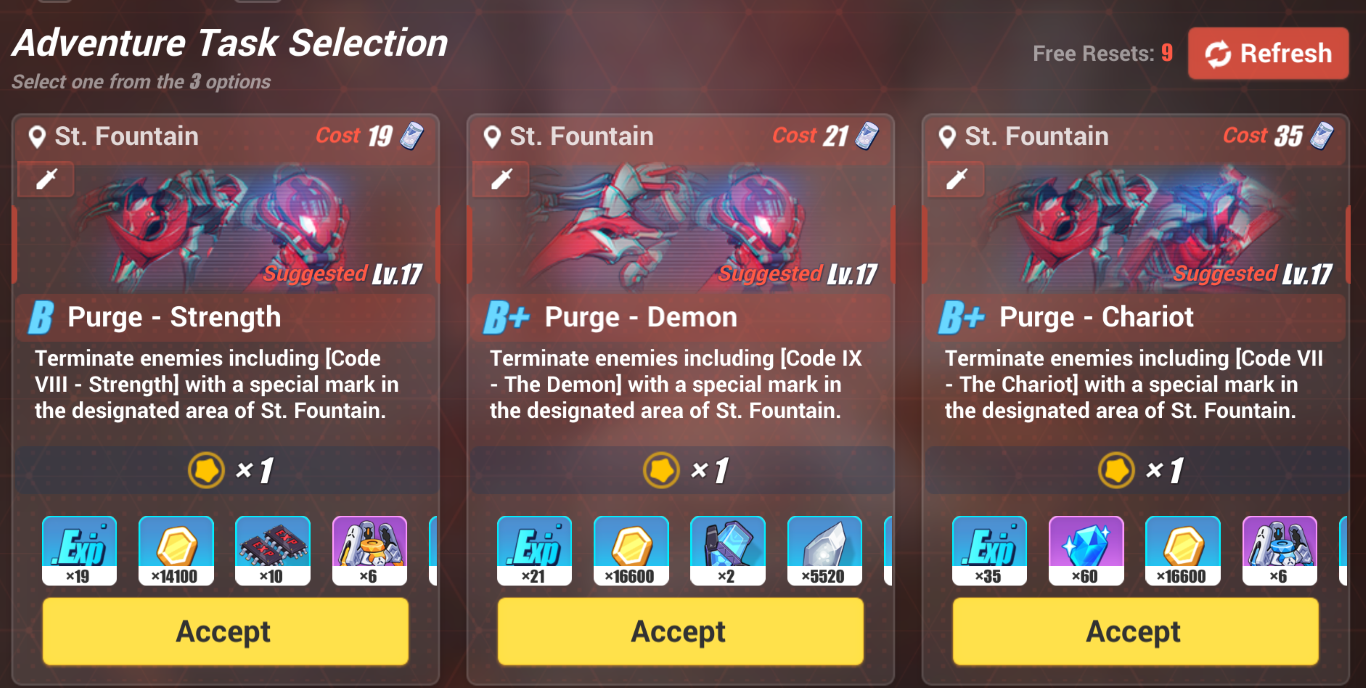 Adventure Task Selection
Select one from the 3 options
Free Resets: 9
Refresh
St. Fountain
Cost 19
Suggested Lv.17
B Purge - Strength
Terminate enemies including [Code
VIII - Strength] with a special mark in
the designated area of St. Fountain.
×1
.Exp
×19
×14100
×10
×6
Accept
St. Fountain
Cost 21
Suggested Lv.17
B+ Purge - Demon
Terminate enemies including [Code IX
- The Demon] with a special mark in
the designated area of St. Fountain.
×1
.Exp
×21
×16600
×2
×5520
Accept
St. Fountain
Cost 35
Suggested Lv.17
B+ Purge - Chariot
Terminate enemies including [Code VII
- The Chariot] with a special mark in
the designated area of St. Fountain.
×1
.Exp
×35
×60
×16600
×6
Accept